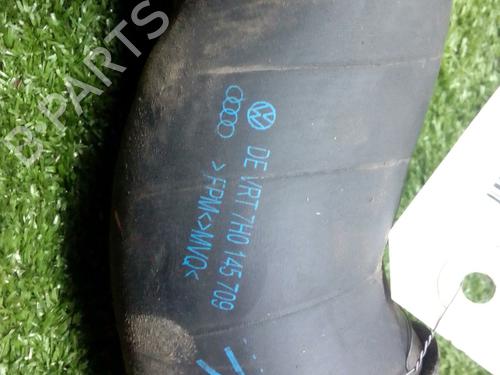 DE VRT 7H0 145 709
>FPM<>MVQ<
B-PARTS